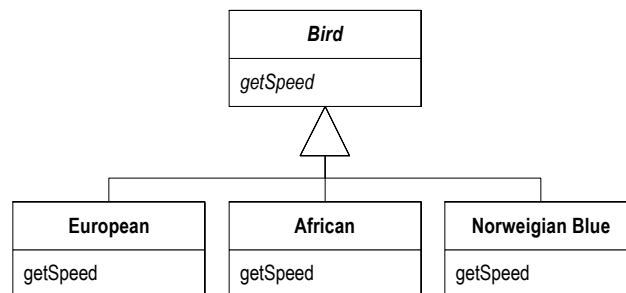 Bird
getSpeed
European
African
Norweigian Blue
getSpeed
getSpeed
getSpeed